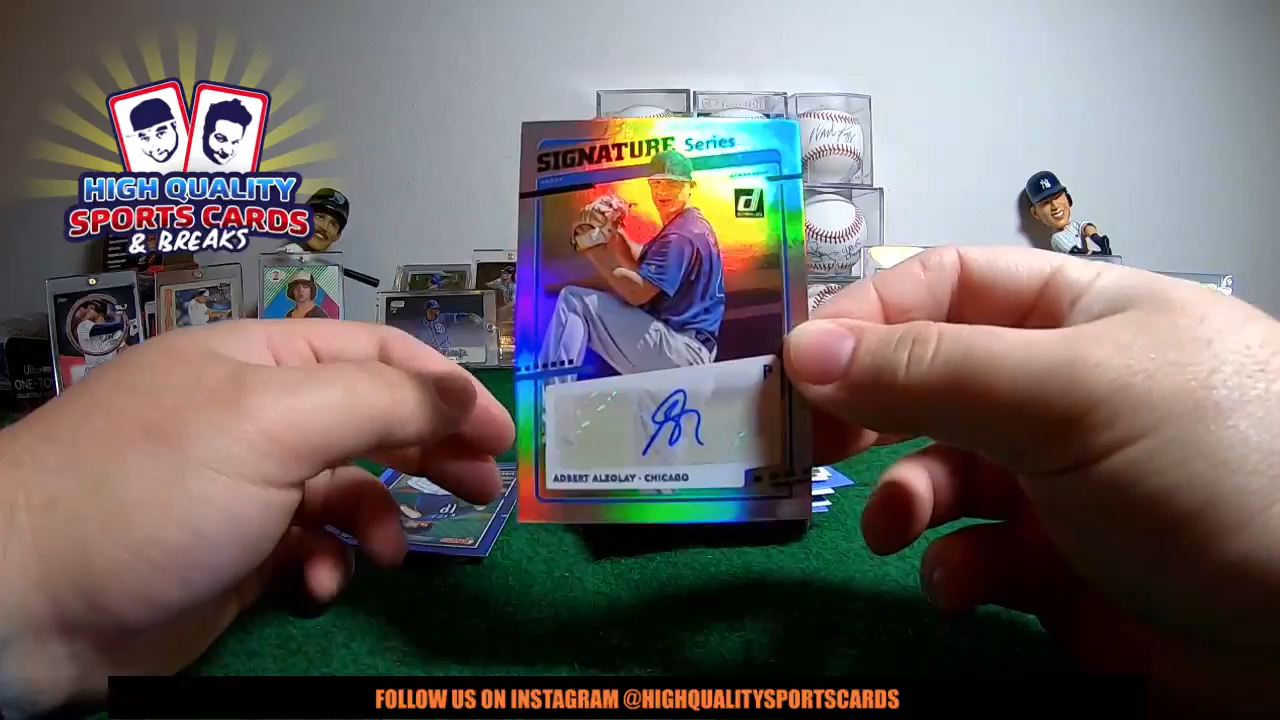 HIGH QUALITY
SPORTS CARDS
& BREAKS
SIGNATURE Series
P
ADBERT ALZOLAY · CHICAGO
FOLLOW US ON INSTAGRAM @HIGHQUALITYSPORTSCARDS